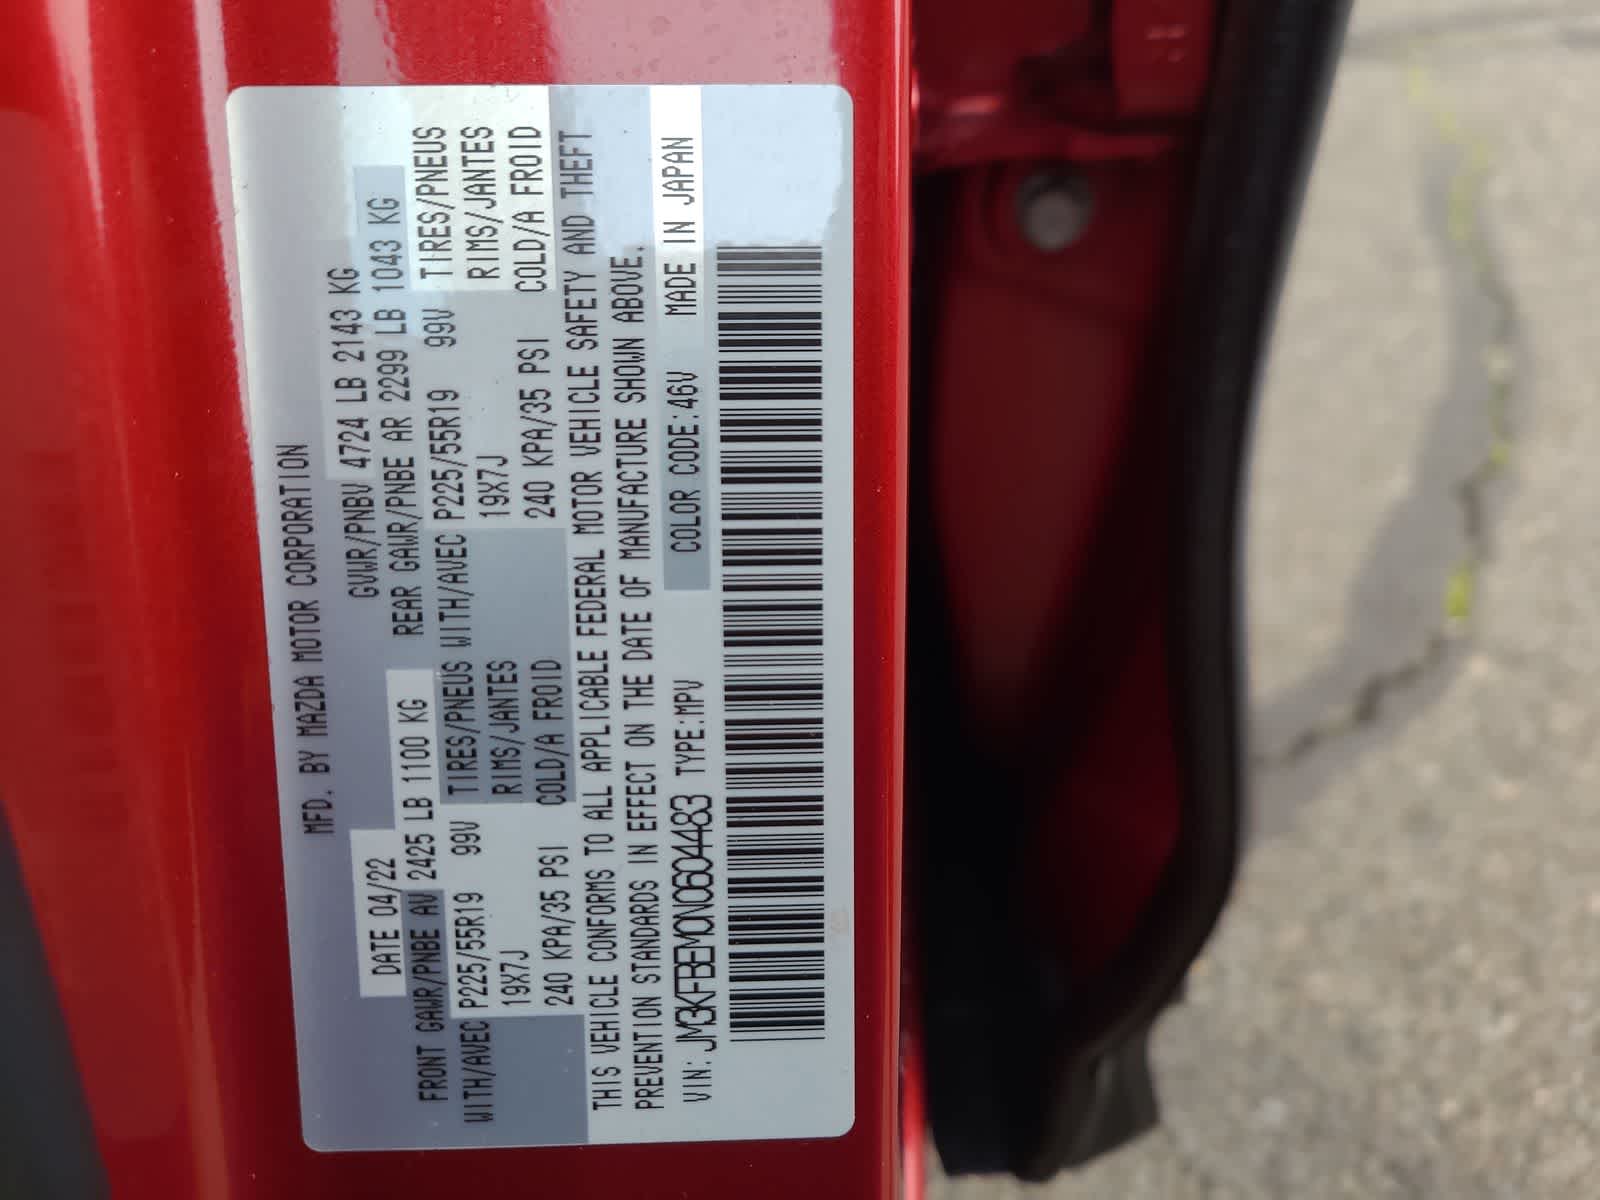 MFD. BY MAZDA MOTOR CORPORATION
DATE 04/22 GVWR/PNBV 4724 LB 2143 KG
FRONT GAWR/PNBE AV 2425 LB 1100 KG REAR GAWR/PNBE AR 2299 LB 1043 KG
WITH/AVEC P225/55R19 99V TIRES/PNEUS WITH/AVEC P225/55R19 99V TIRES/PNEUS
19X7J RIMS/JANTES 19X7J RIMS/JANTES
240 KPA/35 PSI COLD/A FROID 240 KPA/35 PSI COLD/A FROID
THIS VEHICLE CONFORMS TO ALL APPLICABLE FEDERAL MOTOR VEHICLE SAFETY AND THEFT
PREVENTION STANDARDS IN EFFECT ON THE DATE OF MANUFACTURE SHOWN ABOVE.
VIN: JM3KFBEM0N0604483 TYPE:MPV COLOR CODE:46V MADE IN JAPAN